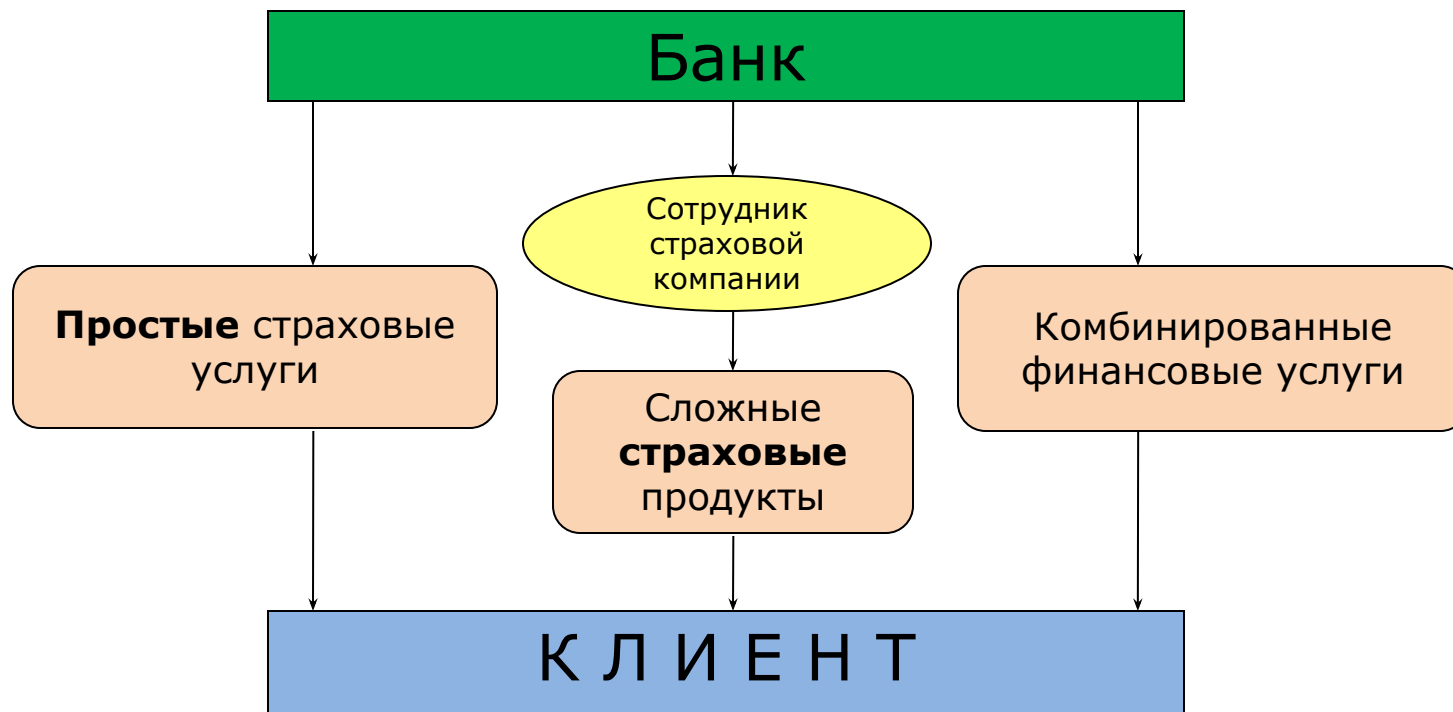 Банк
Сотрудник
страховой
компании
Простые страховые
услуги
Комбинированные
финансовые услуги
Сложные
страховые
продукты
К Л И Е Н Т